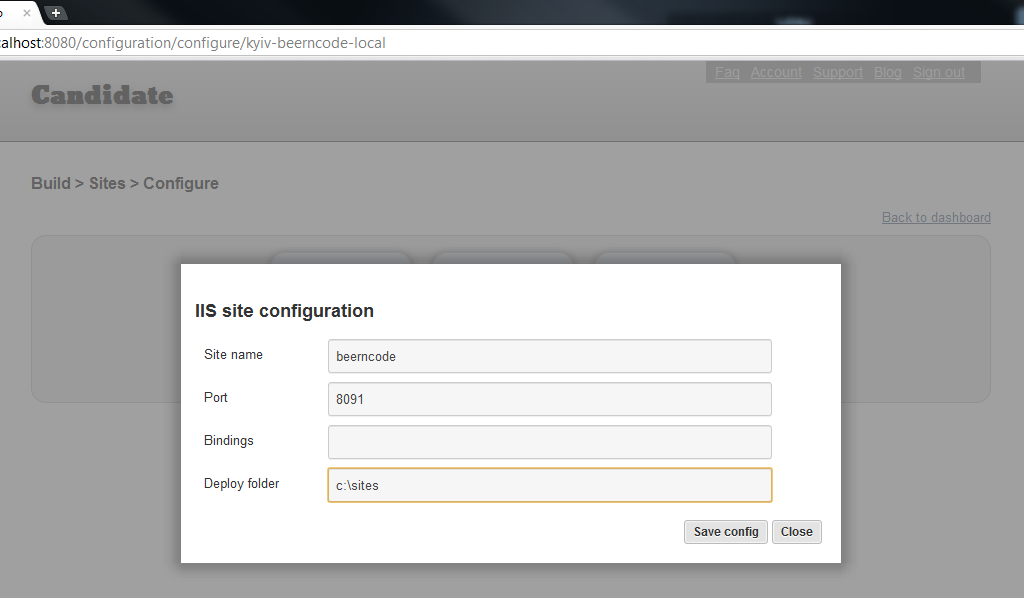 alhost:8080/configuration/configure/kyiv-beerncode-local
Faq Account Support Blog Sign out
Candidate
Build > Sites > Configure
Back to dashboard
IIS site configuration
Site name beerncode
Port 8091
Bindings
Deploy folder c:\sites
Save config Close